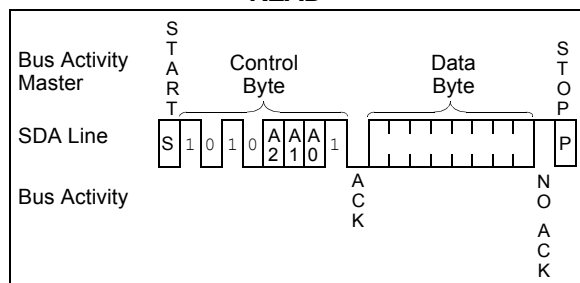 START
STOP
Bus Activity
Master
Control
Byte
Data
Byte
SDA Line
S 1 0 1 0 A2 A1 A0 1
P
Bus Activity
ACK
NO ACK